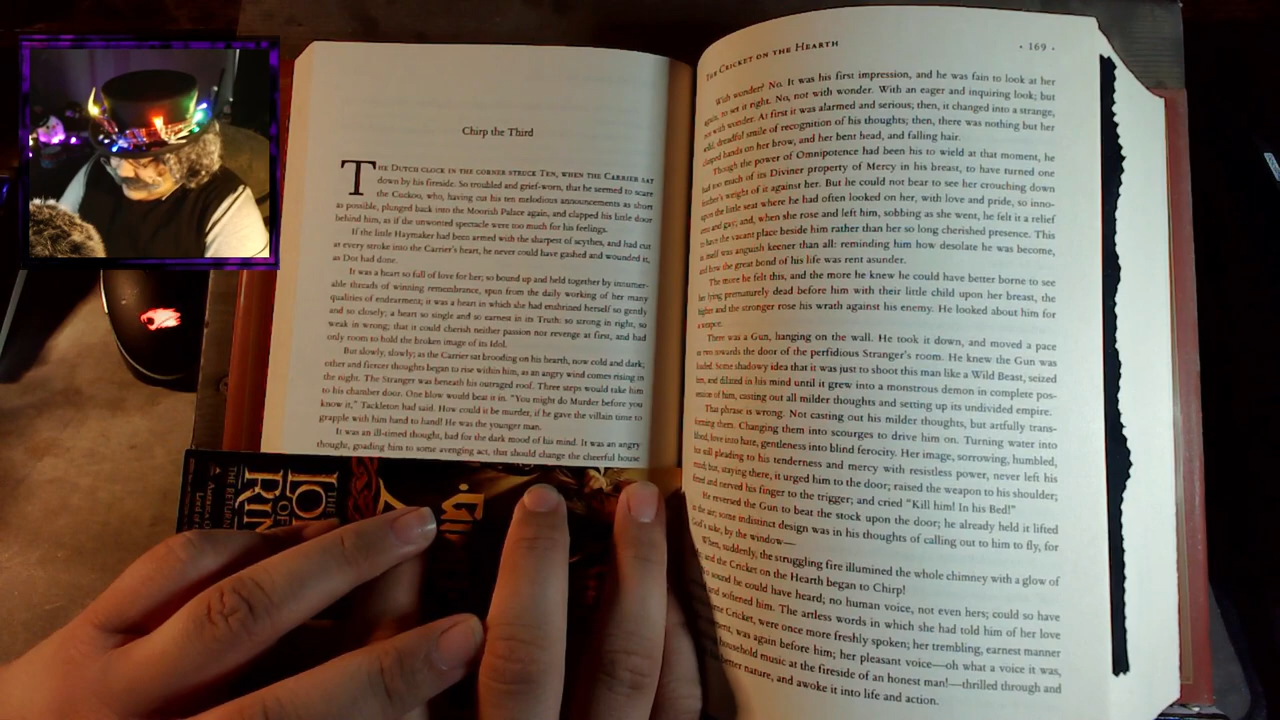 Chirp the Third
THE DUTCH CLOCK IN THE CORNER STRUCK TEN, WHEN THE CARRIER SAT
down by his fireside. So troubled and grief-worn, that he seemed to scare
the Cuckoo, who, having cut his ten melodious announcements as short
as possible, plunged back into the Moorish Palace again, and clapped his little door
behind him, as if the unwonted spectacle were too much for his feelings.
If the little Haymaker had been armed with the sharpest of scythes, and had cut
at every stroke into the Carrier's heart, he never could have gashed and wounded it,
as Dot had done.
It was a heart so full of love for her; so bound up and held together by innumer-
able threads of winning remembrance, spun from the daily working of her many
qualities of endearment; it was a heart in which she had enshrined herself so gently
and so closely; a heart so single and so earnest in its Truth: so strong in right, so
weak in wrong; that it could cherish neither passion nor revenge at first, and had
only room to hold the broken image of its Idol.
But slowly, slowly; as the Carrier sat brooding on his hearth, now cold and dark;
other and fiercer thoughts began to rise within him, as an angry wind comes rising in
the night. The Stranger was beneath his outraged roof. Three steps would take him
to his chamber door. One blow would beat it in. "You might do Murder before you
know it," Tackleton had said. How could it be murder, if he gave the villain time to
grapple with him hand to hand! He was the younger man.
It was an ill-timed thought, bad for the dark mood of his mind. It was an angry
thought, goading him to some avenging act, that should change the cheerful house
THE
OF
THE RETURN
THE CRICKET ON THE HEARTH
· 169 ·
With wonder? No. It was his first impression, and he was fain to look at her
again, to set it right. No, not with wonder. With an eager and inquiring look; but
not with wonder. At first it was alarmed and serious; then, it changed into a strange,
wild, dreadful smile of recognition of his thoughts; then, there was nothing but her
clasped hands on her brow, and her bent head, and falling hair.
Though the power of Omnipotence had been his to wield at that moment, he
had too much of its Diviner property of Mercy in his breast, to have turned one
feather's weight of it against her. But he could not bear to see her crouching down
upon the little seat where he had often looked on her, with love and pride, so inno-
cent and gay; and, when she rose and left him, sobbing as she went, he felt it a relief
to have the vacant place beside him rather than her so long cherished presence. This
in itself was anguish keener than all: reminding him how desolate he was become,
and how the great bond of his life was rent asunder.
The more he felt this, and the more he knew he could have better borne to see
her lying prematurely dead before him with their little child upon her breast, the
higher and the stronger rose his wrath against his enemy. He looked about him for
a weapon.
There was a Gun, hanging on the wall. He took it down, and moved a pace
or two towards the door of the perfidious Stranger's room. He knew the Gun was
loaded. Some shadowy idea that it was just to shoot this man like a Wild Beast, seized
him, and dilated in his mind until it grew into a monstrous demon in complete pos-
session of him, casting out all milder thoughts and setting up its undivided empire.
That phrase is wrong. Not casting out his milder thoughts, but artfully trans-
forming them. Changing them into scourges to drive him on. Turning water into
blood, love into hate, gentleness into blind ferocity. Her image, sorrowing, humbled,
but still pleading to his tenderness and mercy with resistless power, never left his
mind; but, staying there, it urged him to the door; raised the weapon to his shoulder;
fitted and nerved his finger to the trigger; and cried "Kill him! In his Bed!"
He reversed the Gun to beat the stock upon the door; he already held it lifted
in the air; some indistinct design was in his thoughts of calling out to him to fly, for
God's sake, by the window—
When, suddenly, the struggling fire illumined the whole chimney with a glow of
and the Cricket on the Hearth began to Chirp!
sound he could have heard; no human voice, not even hers; could so have
and softened him. The artless words in which she had told him of her love
Cricket, were once more freshly spoken; her trembling, earnest manner
was again before him; her pleasant voice—oh what a voice it was,
household music at the fireside of an honest man!—thrilled through and
better nature, and awoke it into life and action.